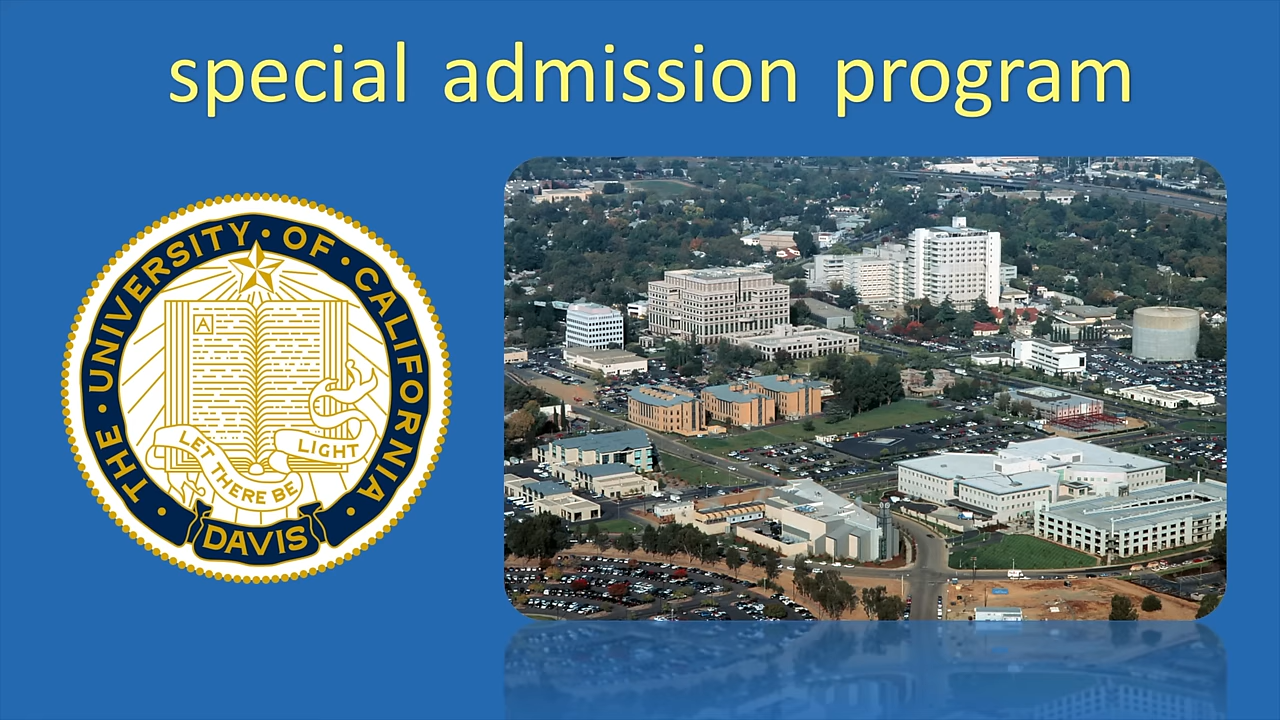 special admission program
THE · UNIVERSITY · OF · CALIFORNIA
A
LET THERE BE
LIGHT
DAVIS